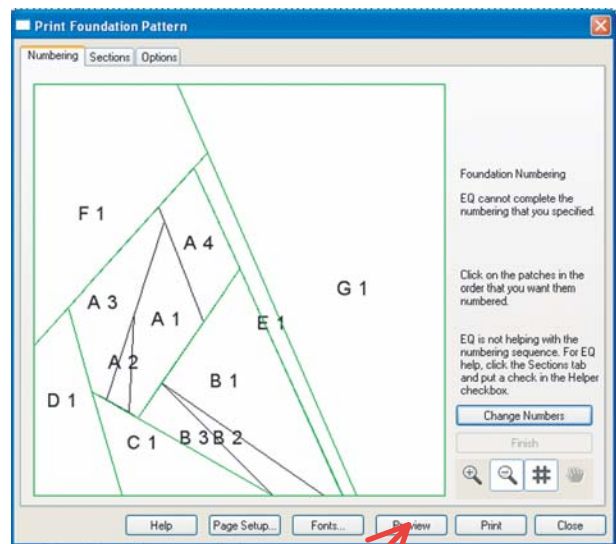 Print Foundation Pattern
Numbering Sections Options
Foundation Numbering
EQ cannot complete the
numbering that you specified.
F 1
A 4
Click on the patches in the
order that you want them
numbered.
G 1
A 3
A 1
E 1
EQ is not helping with the
numbering sequence. For EQ
help, click the Sections tab
and put a check in the Helper
checkbox.
A 2
B 1
D 1
Change Numbers
C 1
B 3 B 2
Finish
Help Page Setup... Fonts... Preview Print Close